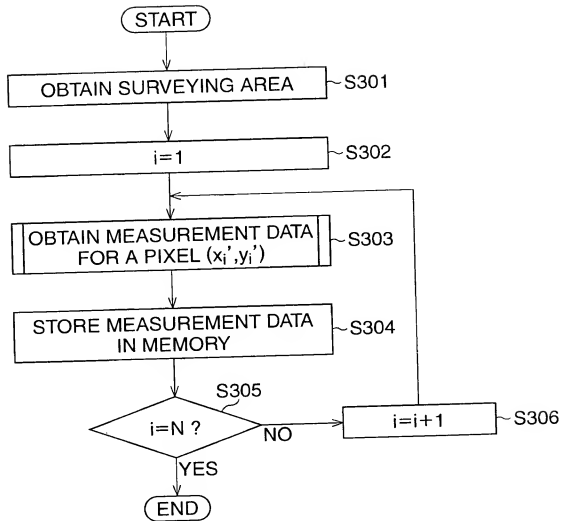 START
OBTAIN SURVEYING AREA
S301
i=1
S302
OBTAIN MEASUREMENT DATA
FOR A PIXEL (xi',yi')
S303
STORE MEASUREMENT DATA
IN MEMORY
S304
S305
i=N ?
NO
i=i+1
S306
YES
END